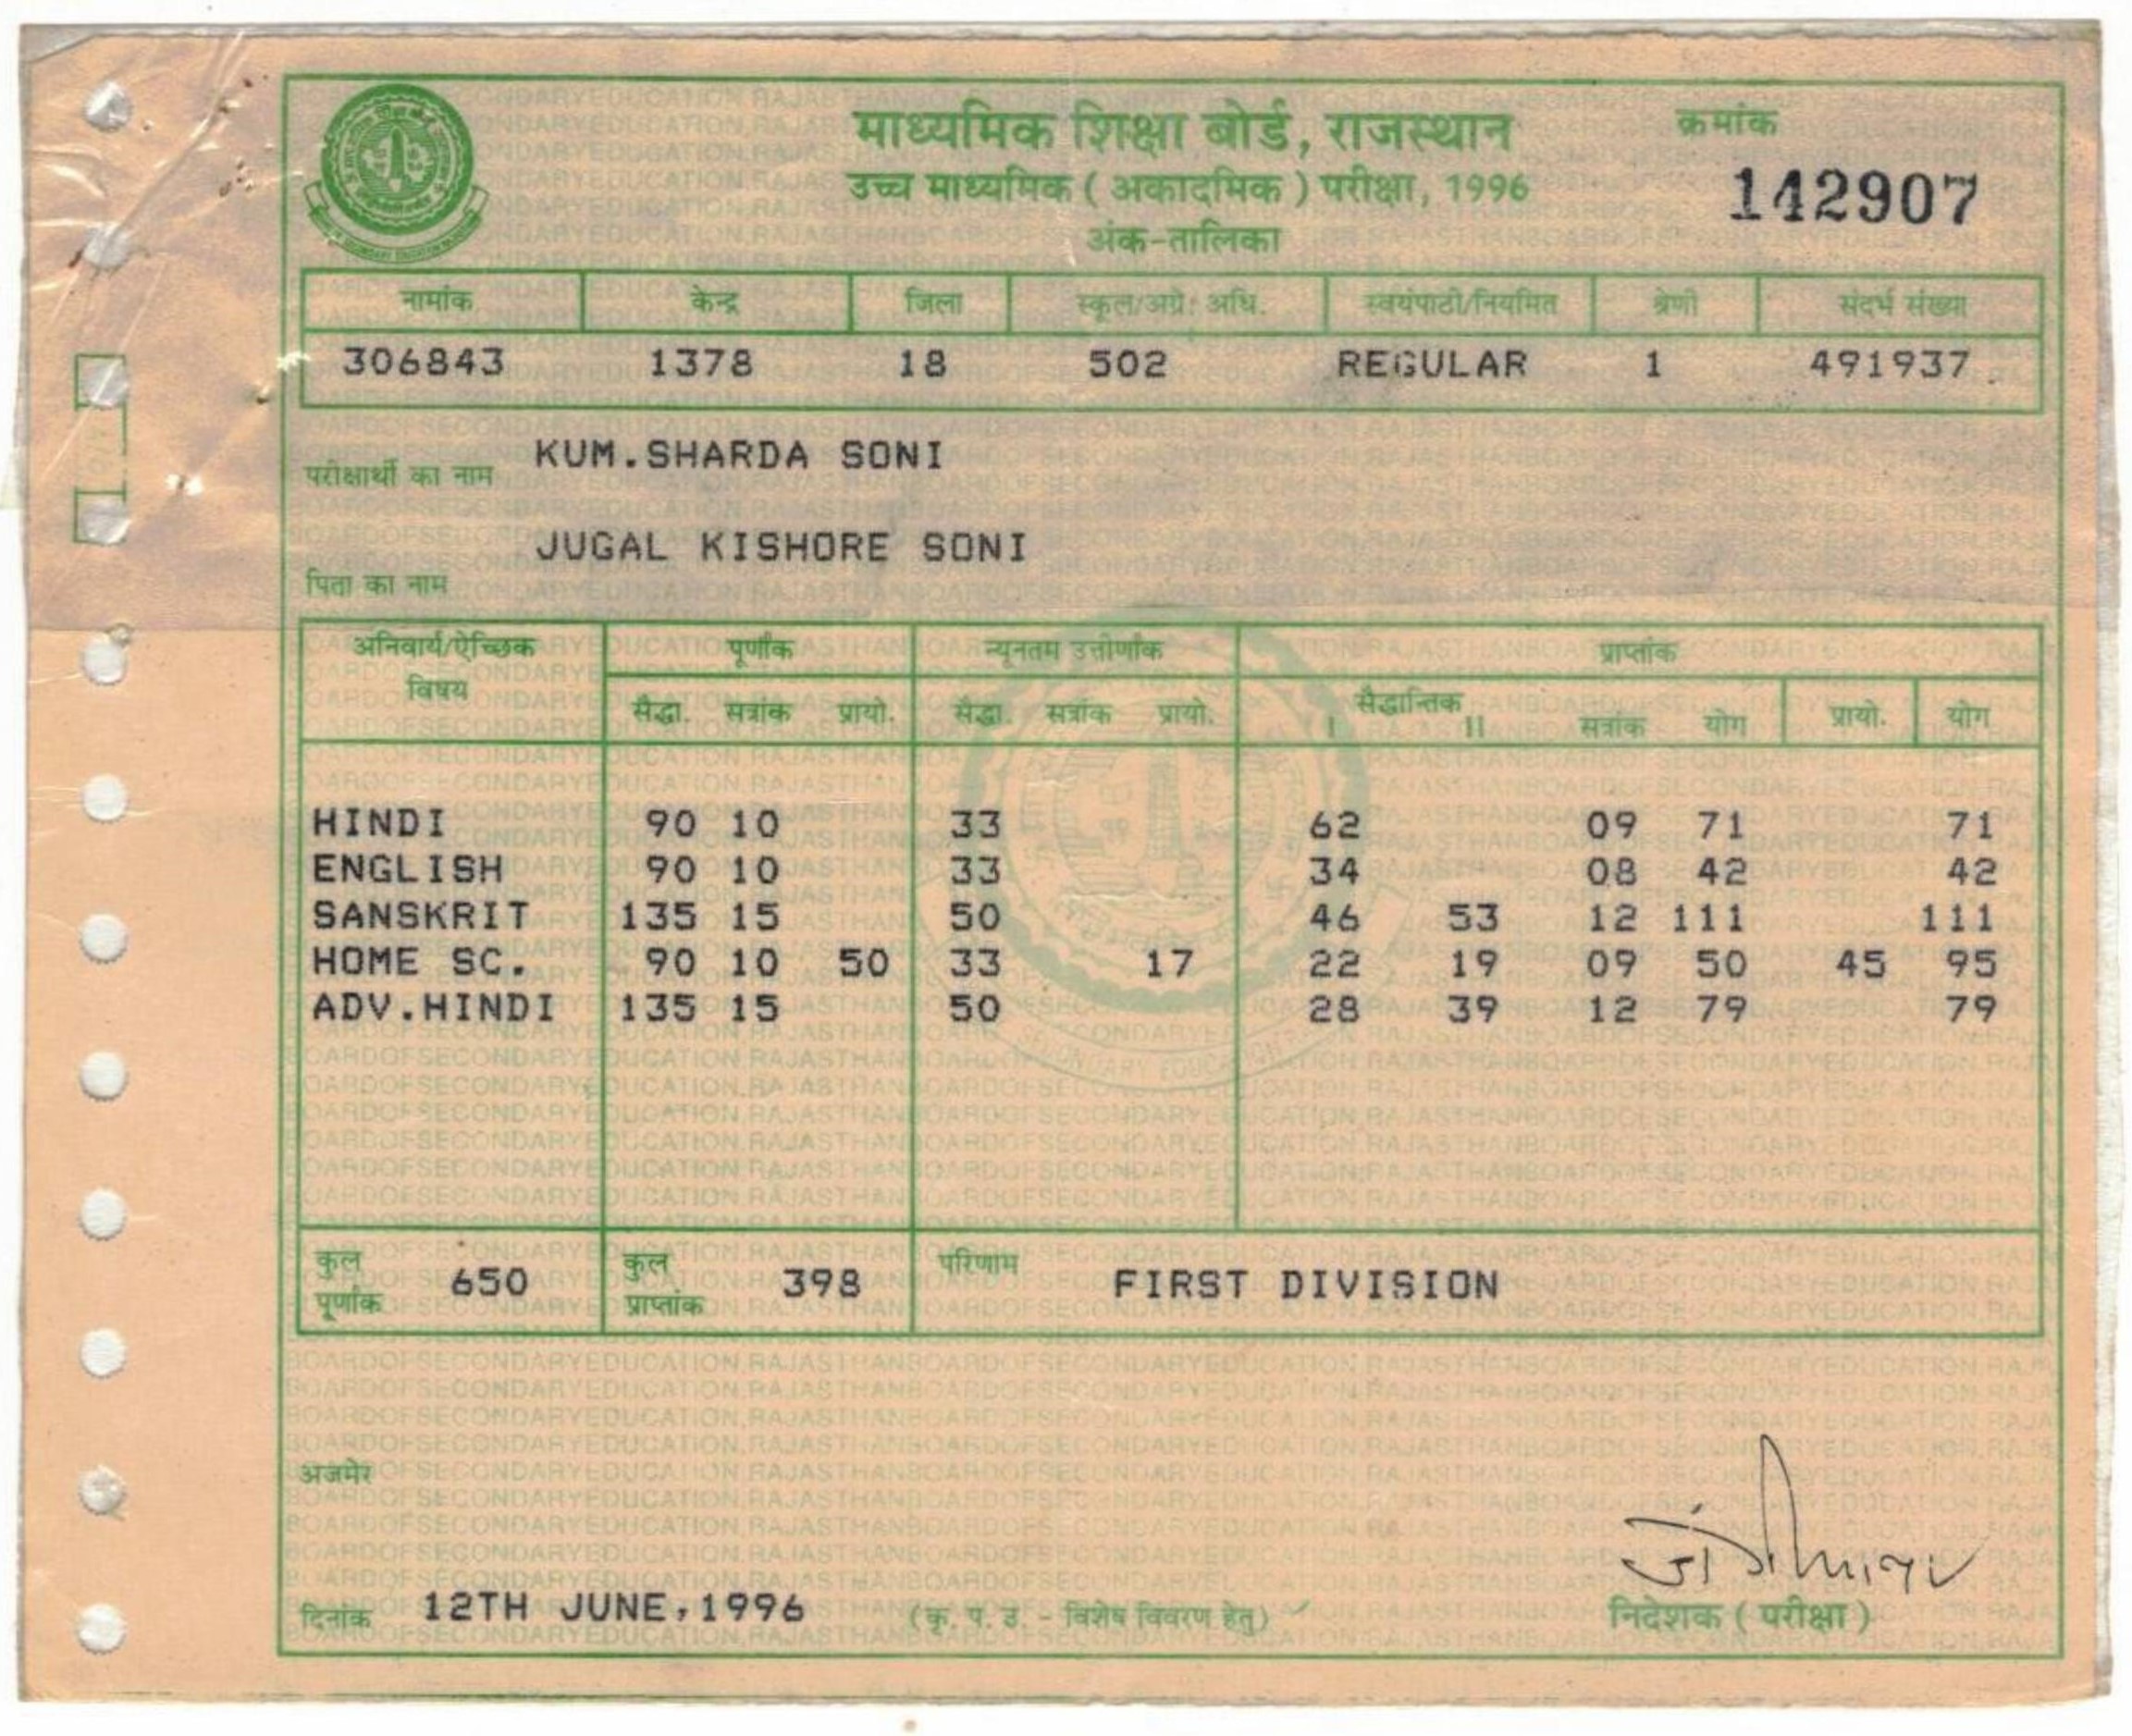 माध्यमिक शिक्षा बोर्ड, राजस्थान
क्रमांक
उच्च माध्यमिक ( अकादमिक ) परीक्षा, 1996
142907
अंक-तालिका
नामांक केन्द्र जिला स्कूल/अग्रे. अधि. स्वयंपाठी/नियमित श्रेणी संदर्भ संख्या
306843 1378 18 502 REGULAR 1 491937
परीक्षार्थी का नाम KUM.SHARDA SONI
पिता का नाम JUGAL KISHORE SONI
अनिवार्य/ऐच्छिक पूर्णांक न्यूनतम उत्तीर्णांक प्राप्तांक
विषय सैद्धा. सत्रांक प्रायो. सैद्धा. सत्रांक प्रायो. सैद्धान्तिक
I II सत्रांक योग प्रायो. योग
HINDI 90 10 33 62 09 71 71
ENGLISH 90 10 33 34 08 42 42
SANSKRIT 135 15 50 46 53 12 111 111
HOME SC. 90 10 50 33 17 22 19 09 50 45 95
ADV.HINDI 135 15 50 28 39 12 79 79
कुल पूर्णांक 650 कुल प्राप्तांक 398 परिणाम FIRST DIVISION
अजमेर
दिनांक 12TH JUNE,1996 (कृ. प. उ. - विशेष विवरण हेतु) निदेशक ( परीक्षा )